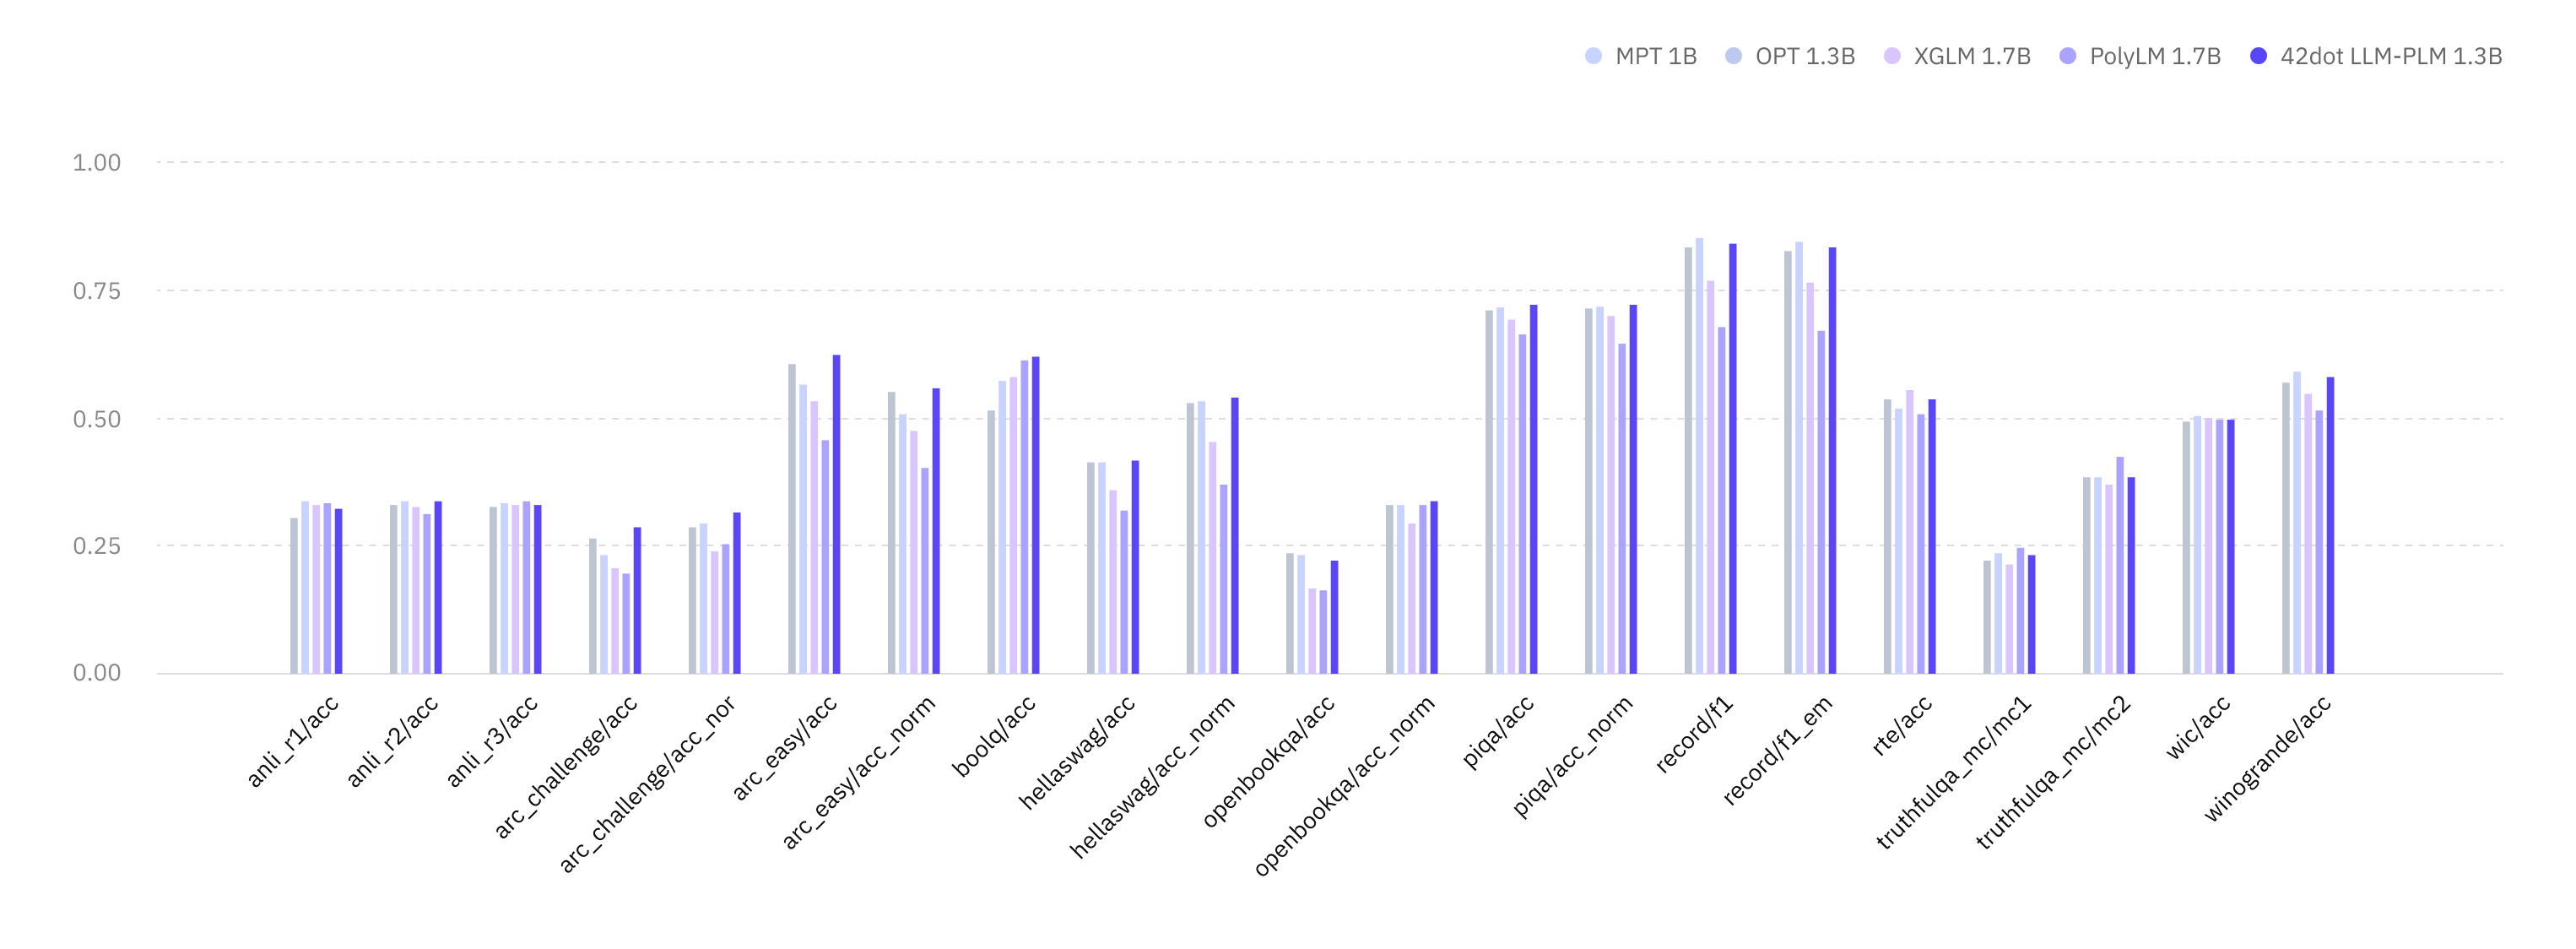 MPT 1B OPT 1.3B XGLM 1.7B PolyLM 1.7B 42dot LLM-PLM 1.3B
1.00
0.75
0.50
0.25
0.00
anli_r1/acc
anli_r2/acc
anli_r3/acc
arc_challenge/acc
arc_challenge/acc_nor
arc_easy/acc
arc_easy/acc_norm
boolq/acc
hellaswag/acc
hellaswag/acc_norm
openbookqa/acc
openbookqa/acc_norm
piqa/acc
piqa/acc_norm
record/f1
record/f1_em
rte/acc
truthfulqa_mc/mc1
truthfulqa_mc/mc2
wic/acc
winogrande/acc